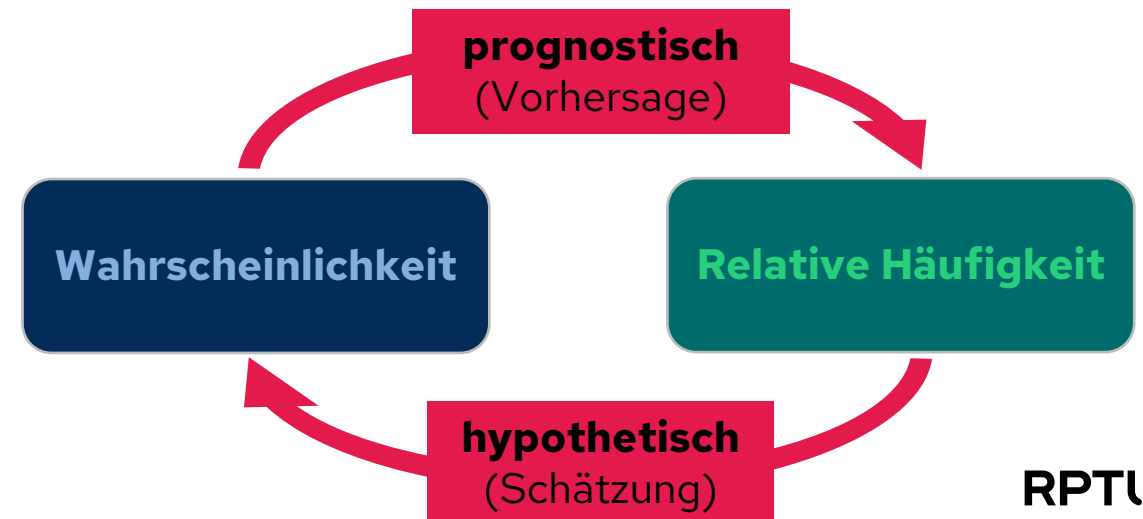 prognostisch
(Vorhersage)
Wahrscheinlichkeit
Relative Häufigkeit
hypothetisch
(Schätzung)
RPTU